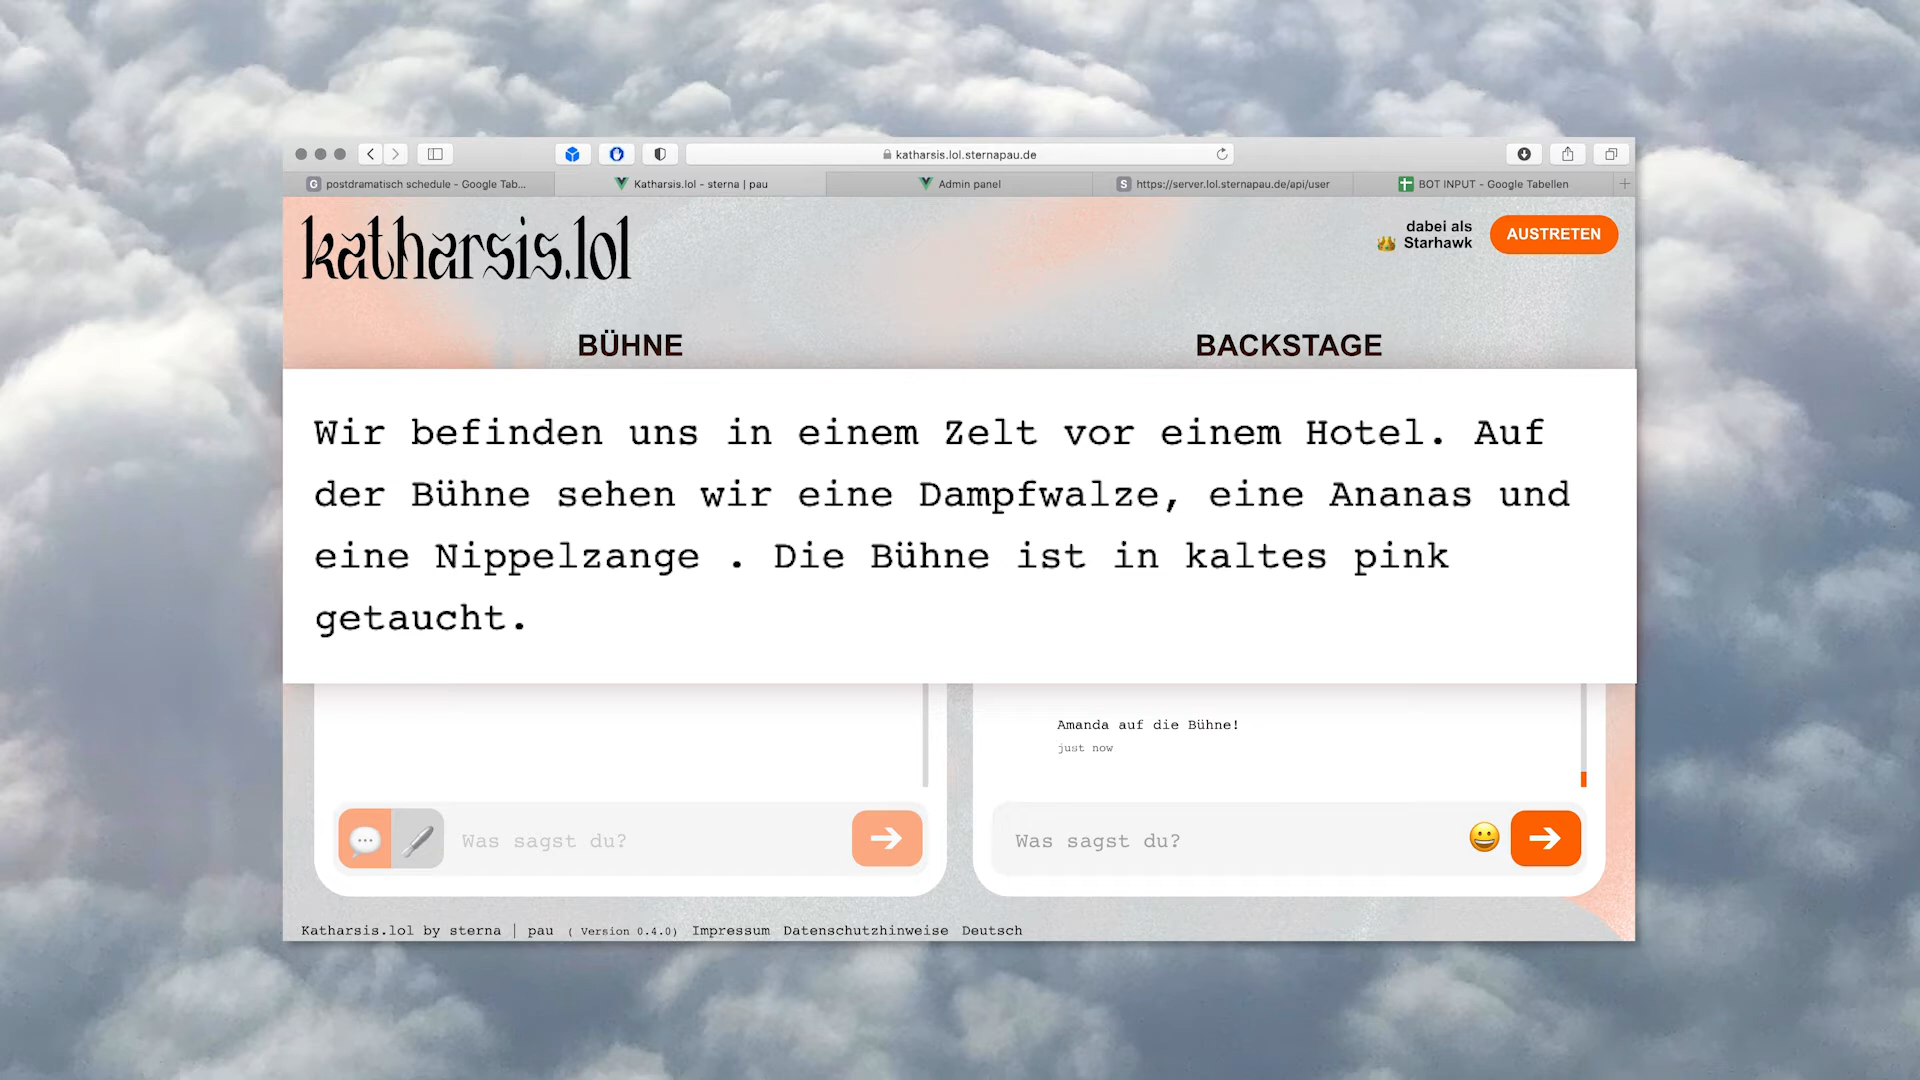 katharsis.lol.sternapau.de
G postdramatisch schedule - Google Tab...
Katharsis.lol - sterna | pau
Admin panel
S https://server.lol.sternapau.de/api/user
BOT INPUT - Google Tabellen
katharsis.lol
dabei als
Starhawk
AUSTRETEN
BÜHNE
BACKSTAGE
Wir befinden uns in einem Zelt vor einem Hotel. Auf
der Bühne sehen wir eine Dampfwalze, eine Ananas und
eine Nippelzange . Die Bühne ist in kaltes pink
getaucht.
Amanda auf die Bühne!
just now
Was sagst du?
Was sagst du?
Katharsis.lol by sterna | pau ( Version 0.4.0) Impressum Datenschutzhinweise Deutsch